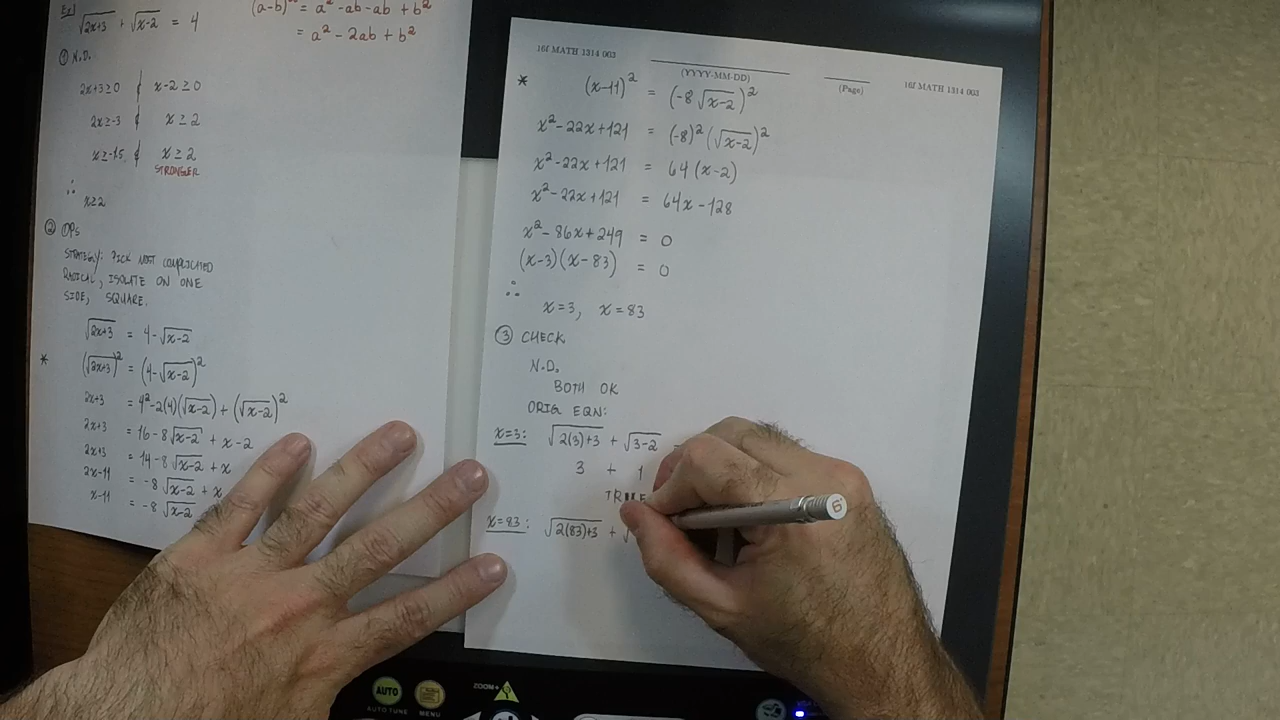 Ex1
√(2x+3) + √(x-2) = 4
(a-b)² = a² - ab - ab + b²
= a² - 2ab + b²
① N.D.
2x+3≥0 ¢ x-2≥0
2x≥-3 ¢ x≥2
x≥-1.5 ¢ x≥2
STRONGER
∴
x≥2
② OPs
STRATEGY: PICK MOST COMPLICATED
RADICAL, ISOLATE ON ONE
SIDE, SQUARE.
√(2x+3) = 4-√(x-2)
* (√(2x+3))² = (4-√(x-2))²
2x+3 = 4²-2(4)(√(x-2)) + (√(x-2))²
2x+3 = 16-8√(x-2) + x-2
2x+3 = 14-8√(x-2) + x
2x-11 = -8√(x-2) + x
x-11 = -8√(x-2)
16f MATH 1314 003
(YYYY-MM-DD)
(Page)
16f MATH 1314 003
* (x-11)² = (-8√(x-2))²
x²-22x+121 = (-8)²(√(x-2))²
x²-22x+121 = 64(x-2)
x²-22x+121 = 64x-128
x²-86x+249 = 0
(x-3)(x-83) = 0
∴
x=3, x=83
③ CHECK
N.D.
BOTH OK
ORIG EQN:
x=3: √(2(3)+3) + √(3-2)
3 + 1
TRUE
x=83: √(2(83)+3) + √
6
AUTO
AUTO TUNE
MENU
ZOOM +